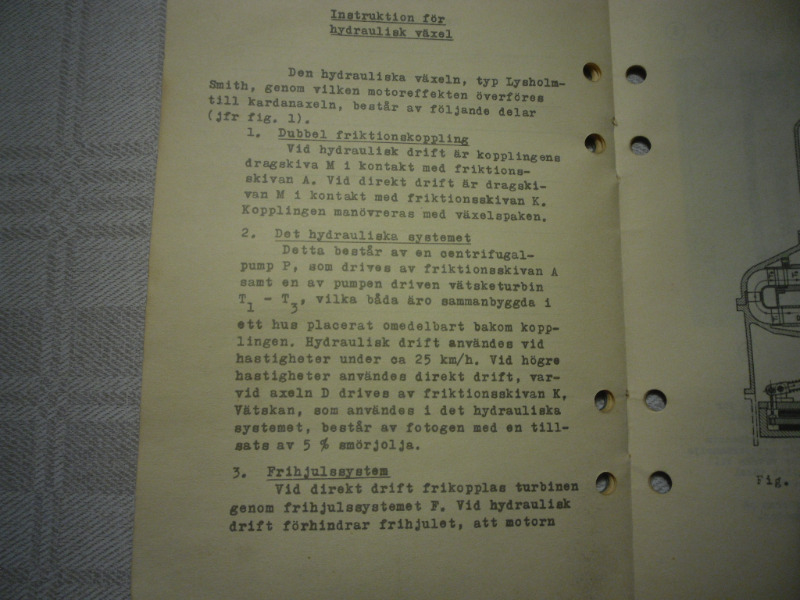 Instruktion för
hydraulisk växel
Den hydrauliska växeln, typ Lysholm-
Smith, genom vilken motoreffekten överföres
till kardanaxeln, består av följande delar
(jfr fig. 1).
1. Dubbel friktionskoppling
Vid hydraulisk drift är kopplingens
dragskiva M i kontakt med friktions-
skivan A. Vid direkt drift är dragski-
van M i kontakt med friktionsskivan K.
Kopplingen manövreras med växelspaken.
2. Det hydrauliska systemet
Detta består av en centrifugal-
pump P, som drives av friktionsskivan A
samt en av pumpen driven vätsketurbin
T1 - T3, vilka båda äro sammanbyggda i
ett hus placerat omedelbart bakom kopp-
lingen. Hydraulisk drift användes vid
hastigheter under ca 25 km/h. Vid högre
hastigheter användes direkt drift, var-
vid axeln D drives av friktionsskivan K.
Vätskan, som användes i det hydrauliska
systemet, består av fotogen med en till-
sats av 5 % smörjolja.
3. Frihjulssystem
Vid direkt drift frikopplas turbinen
genom frihjulssystemet F. Vid hydraulisk
drift förhindrar frihjulet, att motorn
Fig.